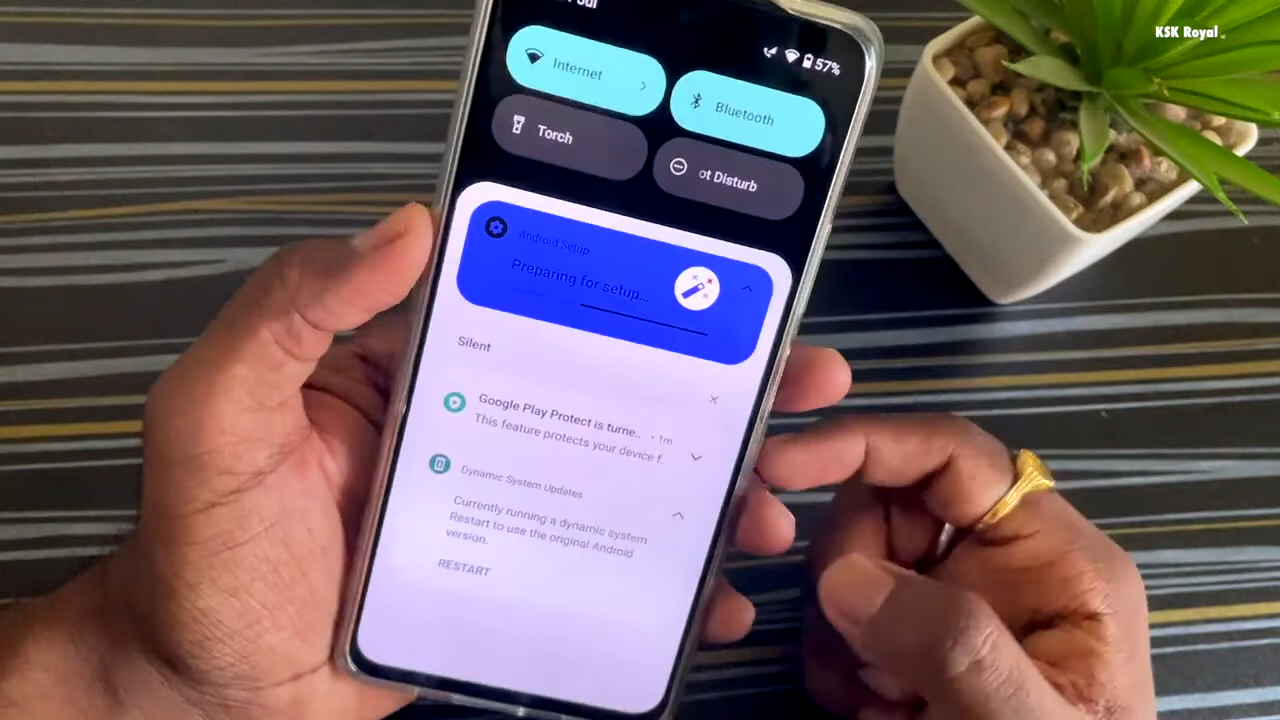 KSK Royal
57%
Internet
Bluetooth
Torch
ot Disturb
Android Setup
Preparing for setup...
Silent
Google Play Protect is turne.. • 1m
This feature protects your device f.
Dynamic System Updates
Currently running a dynamic system
Restart to use the original Android
version.
RESTART